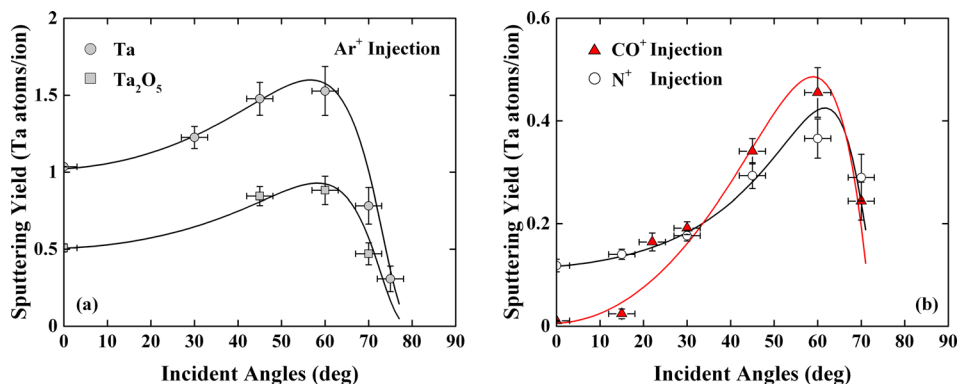 Sputtering Yield (Ta atoms/ion)
2
1.5
1
0.5
0
Ta
Ta₂O₅
Ar⁺ Injection
(a)
0 10 20 30 40 50 60 70 80 90
Incident Angles (deg)
Sputtering Yield (Ta atoms/ion)
0.6
0.4
0.2
0
CO⁺ Injection
N⁺ Injection
(b)
0 10 20 30 40 50 60 70 80 90
Incident Angles (deg)